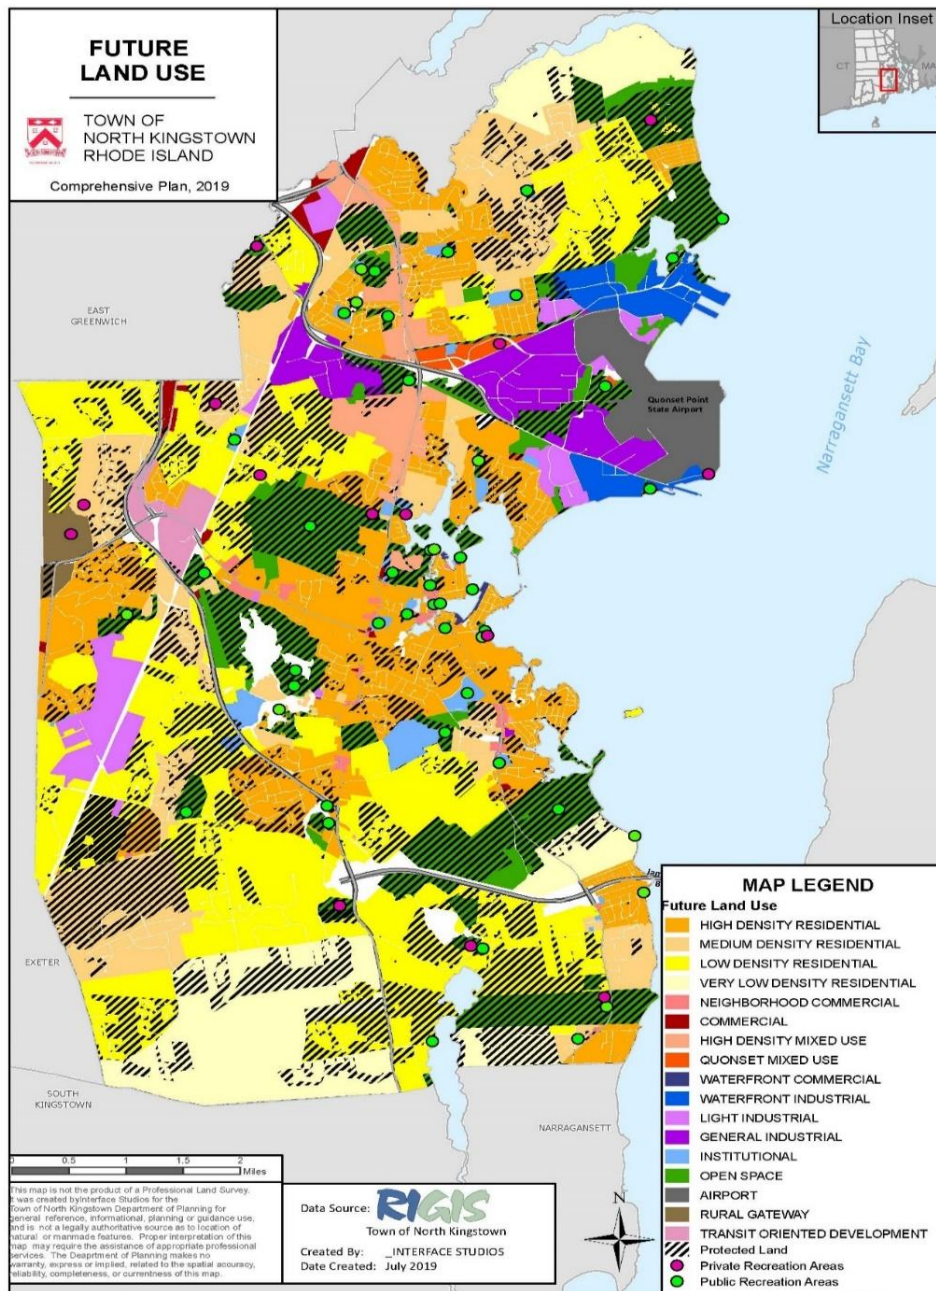 FUTURE
LAND USE
TOWN OF
NORTH KINGSTOWN
RHODE ISLAND
Comprehensive Plan, 2019
Location Inset
CT
MA
EAST
GREENWICH
Quonset Point
State Airport
Narragansett Bay
EXETER
SOUTH
KINGSTOWN
NARRAGANSETT
MAP LEGEND
Future Land Use
HIGH DENSITY RESIDENTIAL
MEDIUM DENSITY RESIDENTIAL
LOW DENSITY RESIDENTIAL
VERY LOW DENSITY RESIDENTIAL
NEIGHBORHOOD COMMERCIAL
COMMERCIAL
HIGH DENSITY MIXED USE
QUONSET MIXED USE
WATERFRONT COMMERCIAL
WATERFRONT INDUSTRIAL
LIGHT INDUSTRIAL
GENERAL INDUSTRIAL
INSTITUTIONAL
OPEN SPACE
AIRPORT
RURAL GATEWAY
TRANSIT ORIENTED DEVELOPMENT
Protected Land
Private Recreation Areas
Public Recreation Areas
0 0.5 1 1.5 2
Miles
This map is not the product of a Professional Land Survey.
It was created byInterface Studios for the
Town of North Kingstown Department of Planning for
general reference, informational, planning or guidance use,
and is not a legally authoritative source as to location of
natural or manmade features. Proper interpretation of this
map may require the assistance of appropriate professional
services. The Deaprtment of Planning makes no
warranty, express or implied, related to the spatial accuracy,
reliability, completeness, or currentness of this map.
Data Source: RIGIS
Town of North Kingstown
Created By: _INTERFACE STUDIOS
Date Created: July 2019
N